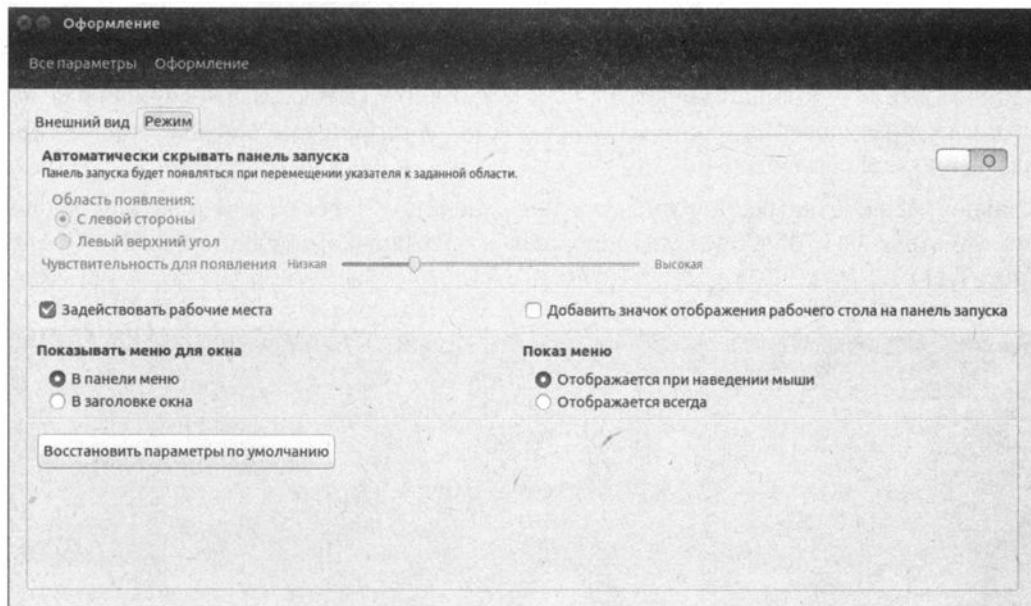 Оформление
Все параметры Оформление
Внешний вид Режим
Автоматически скрывать панель запуска
Панель запуска будет появляться при перемещении указателя к заданной области.
Область появления:
С левой стороны
Левый верхний угол
Чувствительность для появления Низкая Высокая
Задействовать рабочие места Добавить значок отображения рабочего стола на панель запуска
Показывать меню для окна Показ меню
В панели меню Отображается при наведении мыши
В заголовке окна Отображается всегда
Восстановить параметры по умолчанию